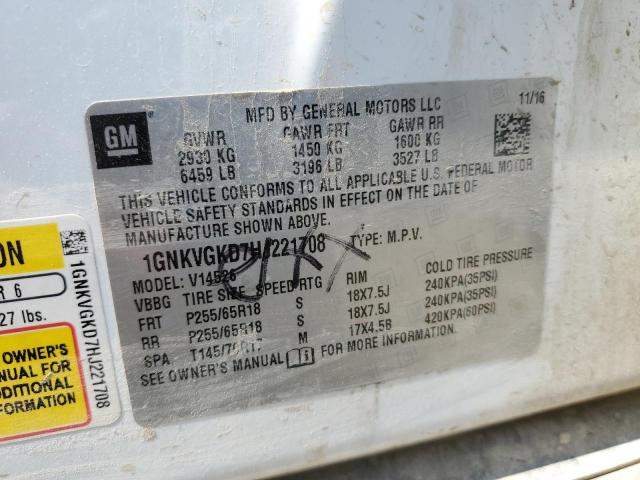 MFD BY GENERAL MOTORS LLC 11/16
GM
GVWR GAWR FRT GAWR RR
2930 KG 1450 KG 1600 KG
6459 LB 3196 LB 3527 LB
THIS VEHICLE CONFORMS TO ALL APPLICABLE U.S. FEDERAL MOTOR
VEHICLE SAFETY STANDARDS IN EFFECT ON THE DATE OF
MANUFACTURE SHOWN ABOVE.
1GNKVGKD7HJ221708 TYPE: M.P.V.
MODEL: V14526
VBBG TIRE SIZE SPEED RTG RIM COLD TIRE PRESSURE
FRT P255/65R18 S 18X7.5J 240KPA(35PSI)
RR P255/65R18 S 18X7.5J 240KPA(35PSI)
SPA T145/70R17 M 17X4.5B 420KPA(60PSI)
SEE OWNER'S MANUAL FOR ADDITIONAL INFORMATION
ON
R 6
27 lbs.
OWNER'S
NUAL FOR
DDITIONAL
FORMATION
1GNKVGKD7HJ221708